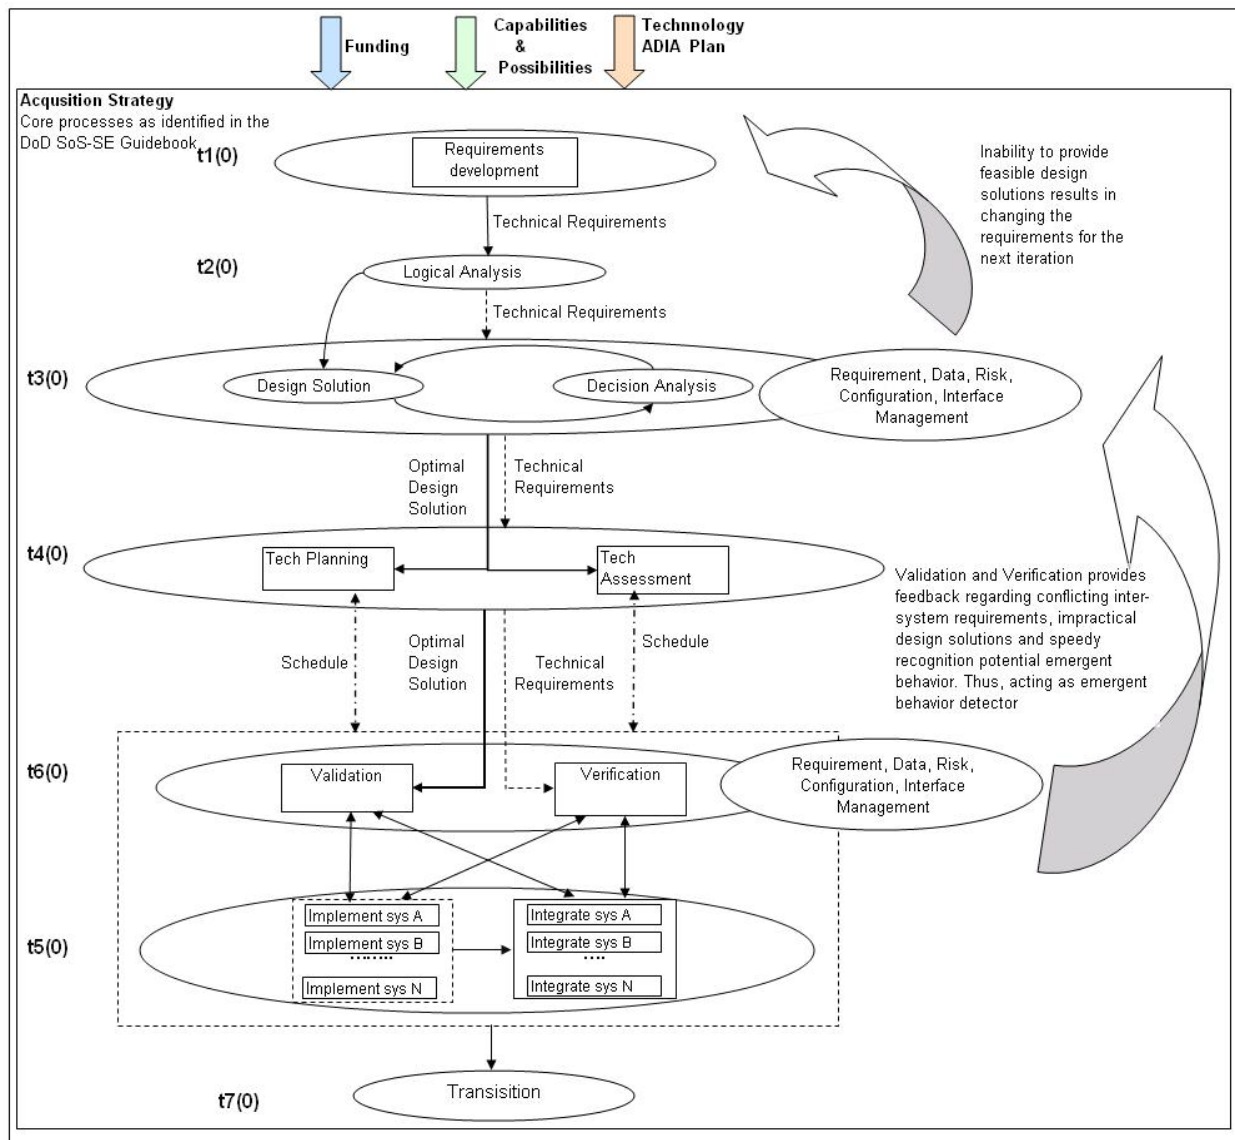 Funding
Capabilities
&
Possibilities
Technnology
ADIA Plan
Acqusition Strategy
Core processes as identified in the
DoD SoS-SE Guidebook
t1(0)
Requirements
development
Inability to provide
feasible design
solutions results in
changing the
requirements for the
next iteration
Technical Requirements
t2(0)
Logical Analysis
Technical Requirements
t3(0)
Design Solution
Decision Analysis
Requirement, Data, Risk,
Configuration, Interface
Management
Optimal
Design
Solution
Technical
Requirements
t4(0)
Tech Planning
Tech
Assessment
Validation and Verification provides
feedback regarding conflicting inter-
system requirements, impractical
design solutions and speedy
recognition potential emergent
behavior. Thus, acting as emergent
behavior detector
Schedule
Optimal
Design
Solution
Technical
Requirements
Schedule
t6(0)
Validation
Verification
Requirement, Data, Risk,
Configuration, Interface
Management
t5(0)
Implement sys A
Implement sys B
........
Implement sys N
Integrate sys A
Integrate sys B
....
Integrate sys N
t7(0)
Transisition